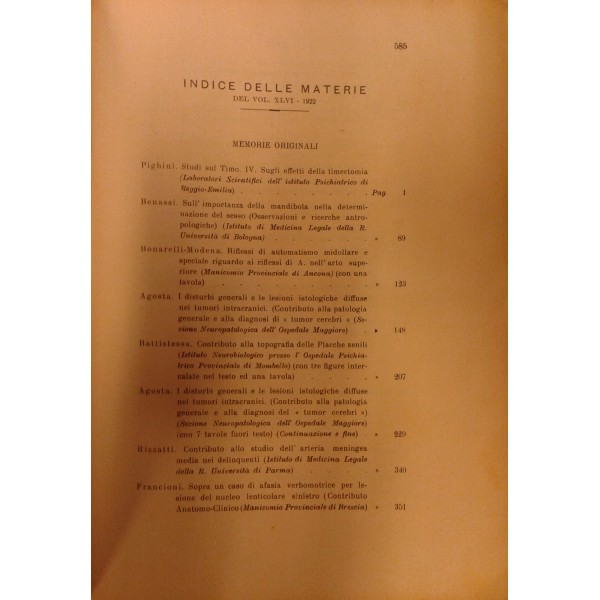 585
INDICE DELLE MATERIE
DEL VOL. XLVI - 1922
MEMORIE ORIGINALI
Pighini. Studi sul Timo. IV. Sugli effetti della timectomia
(Laboratori Scientifici dell' istituto Psichiatrico di
Reggio-Emilia) . . . . . . . Pag. 1
Benassi. Sull' importanza della mandibola nella determi-
nazione del sesso (Osservazioni e ricerche antro-
pologiche) (Istituto di Medicina Legale della R.
Università di Bologna) . . . . . » 89
Bonarelli-Modena. Riflessi di automatismo midollare e
speciale riguardo ai riflessi di A. nell' arto supe-
riore (Manicomio Provinciale di Ancona) (con una
tavola) . . . . . . . . » 123
Agosta. I disturbi generali e le lesioni istologiche diffuse
nei tumori intracranici. (Contributo alla patologia
generale e alla diagnosi di « tumor cerebri » (Se-
zione Neuropatologica dell' Ospedale Maggiore) . » 148
Battistessa. Contributo alla topografia delle Placche senili
(Istituto Neurobiologico presso l' Ospedale Psichia-
trico Provinciale di Mombello) (con tre figure inter-
calate nel testo ed una tavola) . . . . » 207
Agosta. I disturbi generali e le lesioni istologiche diffuse
nei tumori intracranici. (Contributo alla patologia
generale e alla diagnosi del « tumor cerebri »)
(Sezione Neuropatologica dell' Ospedale Maggiore)
(con 7 tavole fuori testo) (Continuazione e fine) . » 229
Rizzatti. Contributo allo studio dell' arteria meningea
media nei delinquenti (Istituto di Medicina Legale
della R. Università di Parma) . . . . » 340
Francioni. Sopra un caso di afasia verbomotrice per le-
sione del nucleo lenticolare sinistro (Contributo
Anatomo-Clinico (Manicomio Provinciale di Brescia) » 351